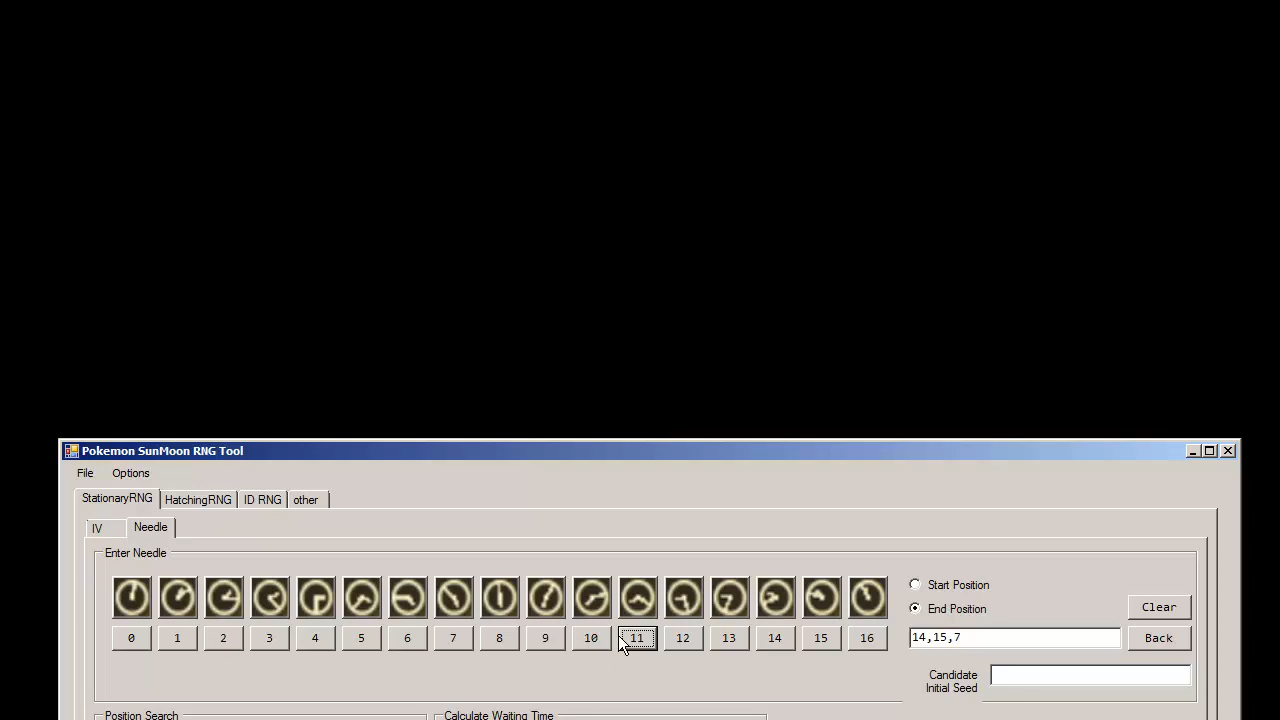 Pokemon SunMoon RNG Tool
File Options
StationaryRNG HatchingRNG ID RNG other
IV Needle
Enter Needle
Start Position
End Position
Clear
0 1 2 3 4 5 6 7 8 9 10 11 12 13 14 15 16
14,15,7
Back
Candidate
Initial Seed
Position Search Calculate Waiting Time